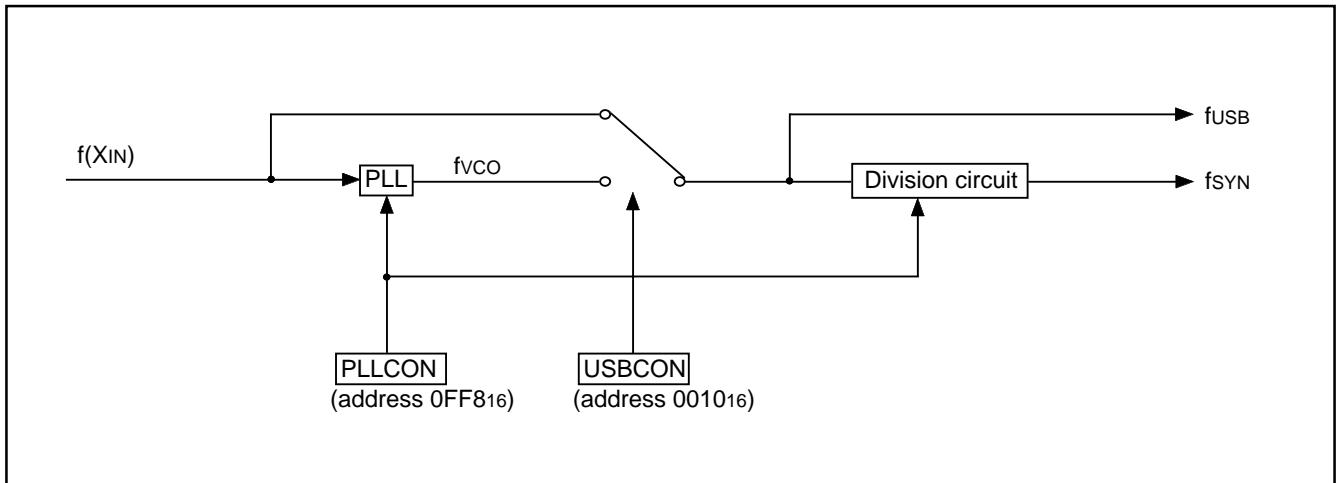 fUSB
f(XIN)
PLL
fVCO
Division circuit
fSYN
PLLCON
(address 0FF816)
USBCON
(address 001016)